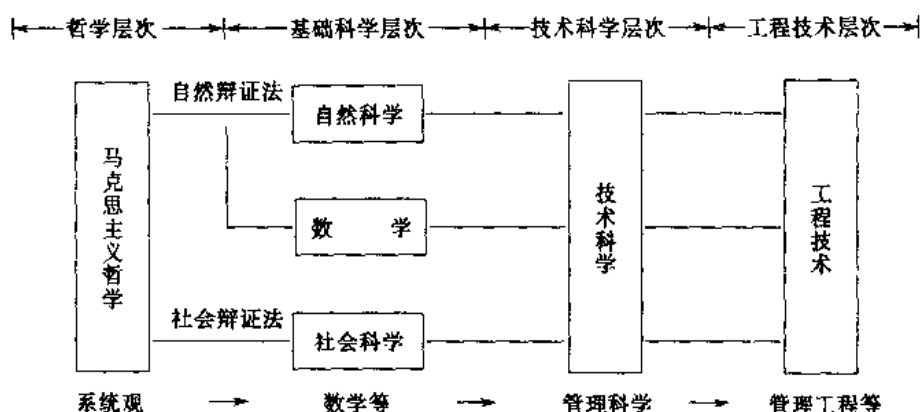 哲学层次 基础科学层次 技术科学层次 工程技术层次
自然辩证法
自然科学
马克思主义哲学
数 学
技术科学
工程技术
社会辩证法
社会科学
系统观 → 数学等 → 管理科学 → 管理工程等